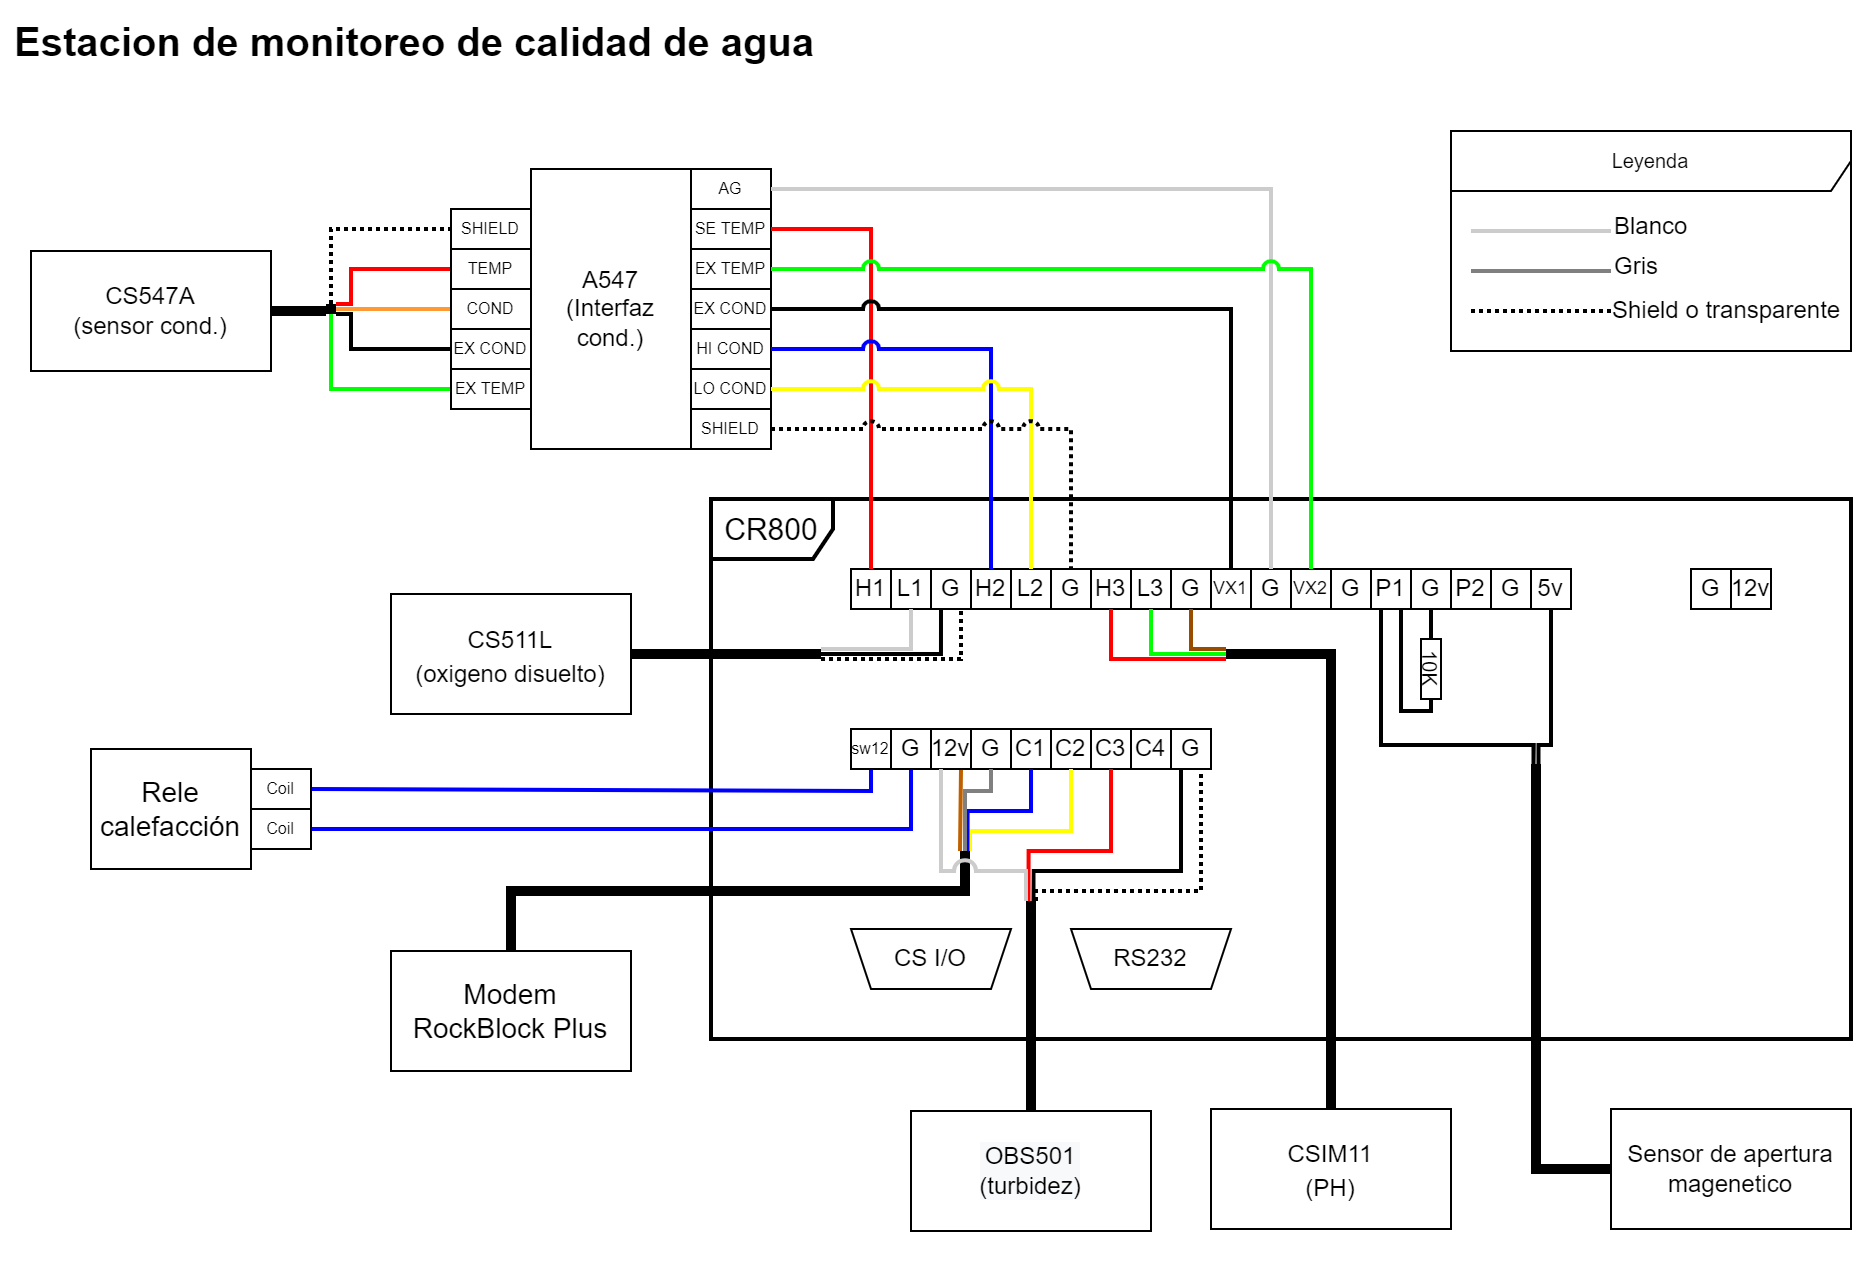 Estacion de monitoreo de calidad de agua
Leyenda
Blanco
Gris
Shield o transparente
CS547A
(sensor cond.)
SHIELD
TEMP
COND
EX COND
EX TEMP
A547
(Interfaz
cond.)
AG
SE TEMP
EX TEMP
EX COND
HI COND
LO COND
SHIELD
CR800
H1 L1 G H2 L2 G H3 L3 G VX1 G VX2 G P1 G P2 G 5v
G 12v
10K
CS511L
(oxigeno disuelto)
sw12 G 12v G C1 C2 C3 C4 G
Rele
calefacción
Coil
Coil
CS I/O
RS232
Modem
RockBlock Plus
OBS501
(turbidez)
CSIM11
(PH)
Sensor de apertura
magenetico